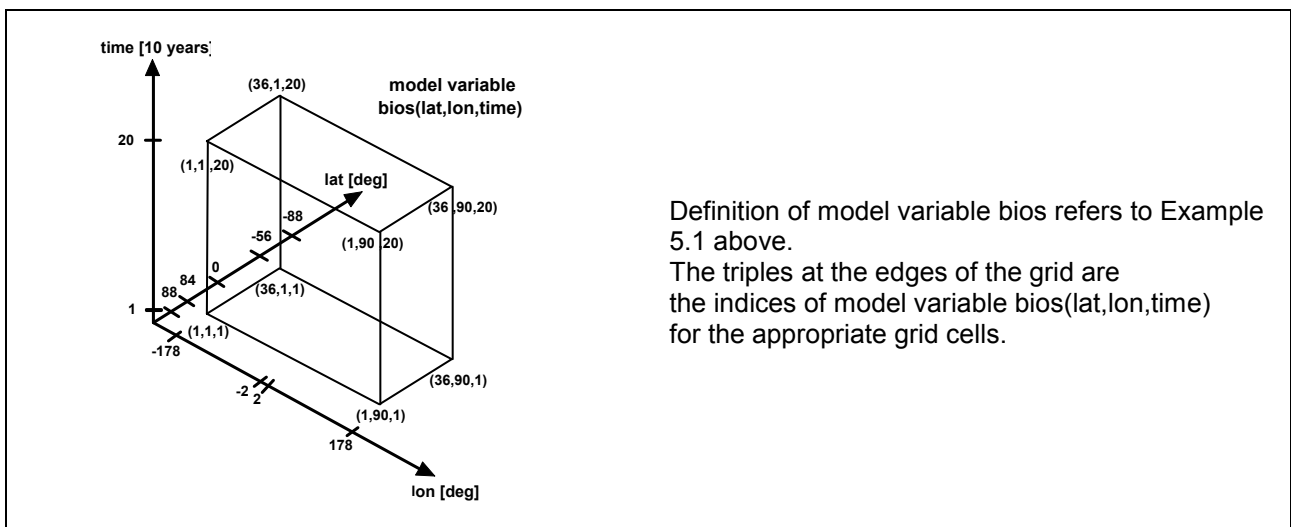 time [10 years]
(36,1,20)
model variable
bios(lat,lon,time)
20
(1,1,20)
lat [deg]
-88
(36,90,20)
-56
(1,90,20)
0
84
88
(36,1,1)
1
(1,1,1)
-178
-2
2
(36,90,1)
(1,90,1)
178
lon [deg]
Definition of model variable bios refers to Example
5.1 above.
The triples at the edges of the grid are
the indices of model variable bios(lat,lon,time)
for the appropriate grid cells.